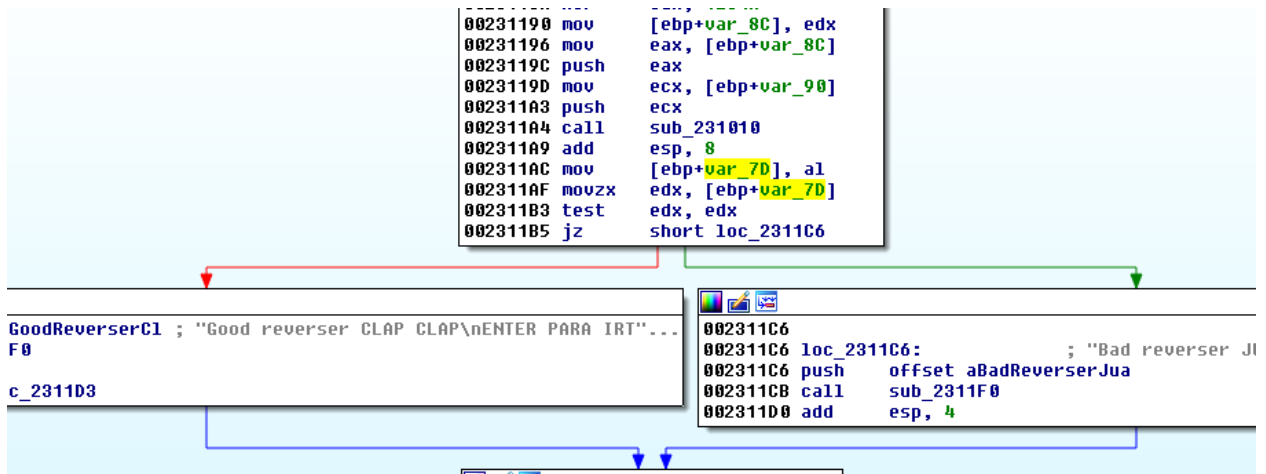 00231190 mov [ebp+var_8C], edx
00231196 mov eax, [ebp+var_8C]
0023119C push eax
0023119D mov ecx, [ebp+var_90]
002311A3 push ecx
002311A4 call sub_231010
002311A9 add esp, 8
002311AC mov [ebp+var_7D], al
002311AF movzx edx, [ebp+var_7D]
002311B3 test edx, edx
002311B5 jz short loc_2311C6
GoodReverserCl ; "Good reverser CLAP CLAP\nENTER PARA IRT"...
F0
c_2311D3
002311C6
002311C6 loc_2311C6: ; "Bad reverser JU
002311C6 push offset aBadReverserJua
002311CB call sub_2311F0
002311D0 add esp, 4